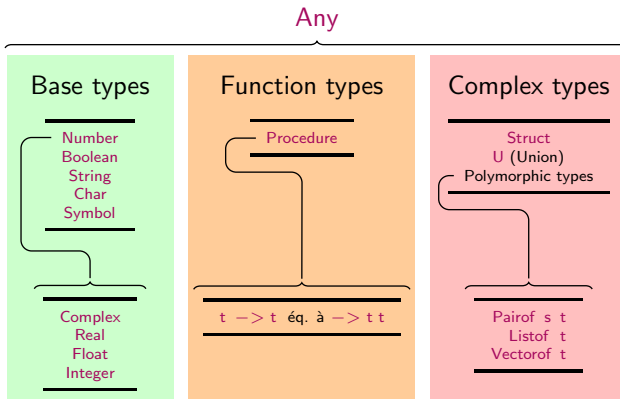 Any
Base types
Number
Boolean
String
Char
Symbol
Complex
Real
Float
Integer
Function types
Procedure
t −> t éq. à −> t t
Complex types
Struct
U (Union)
Polymorphic types
Pairof s t
Listof t
Vectorof t